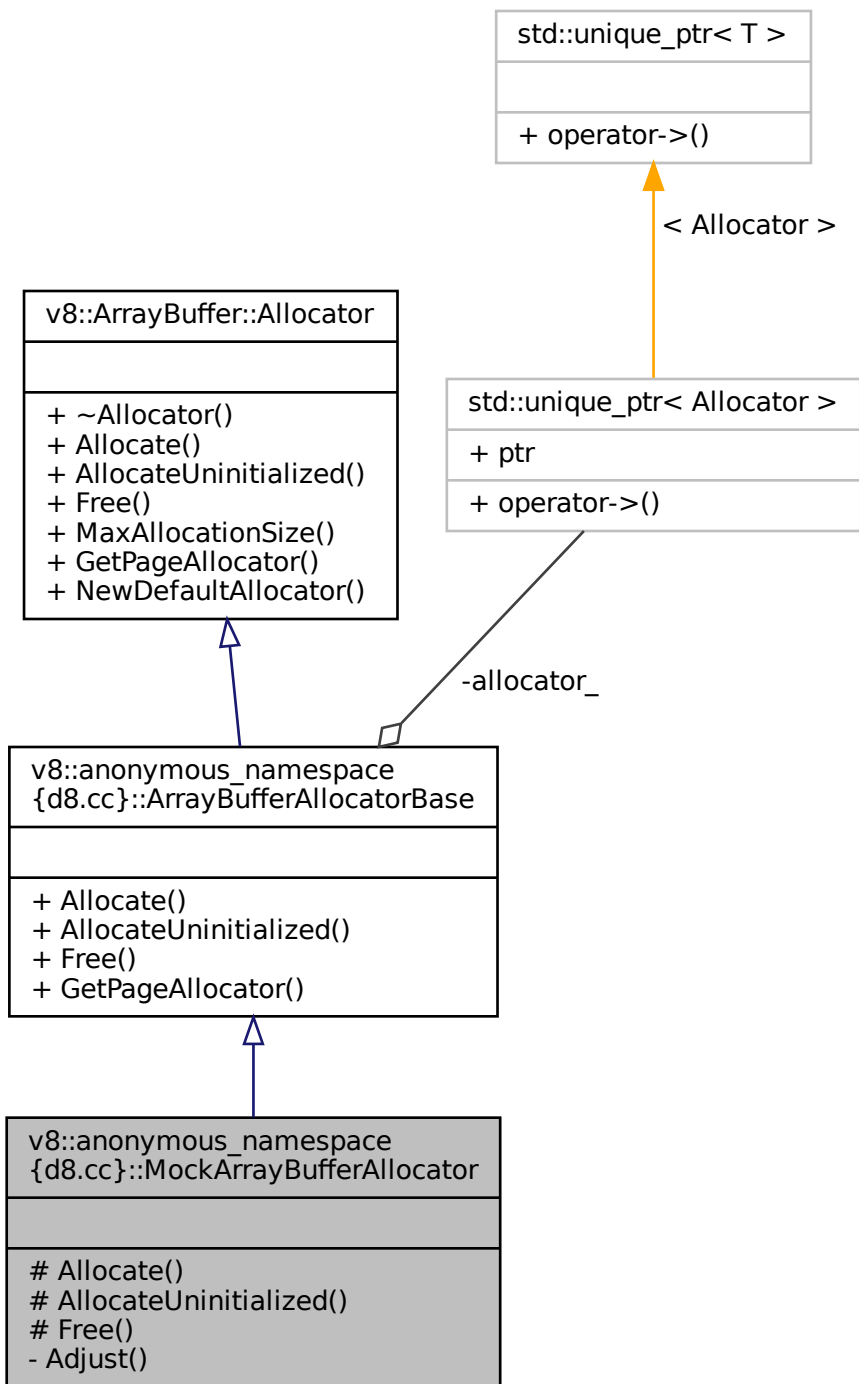 std::unique_ptr< T >
+ operator->()
< Allocator >
v8::ArrayBuffer::Allocator
+ ~Allocator()
+ Allocate()
+ AllocateUninitialized()
+ Free()
+ MaxAllocationSize()
+ GetPageAllocator()
+ NewDefaultAllocator()
std::unique_ptr< Allocator >
+ ptr
+ operator->()
-allocator_
v8::anonymous_namespace
{d8.cc}::ArrayBufferAllocatorBase
+ Allocate()
+ AllocateUninitialized()
+ Free()
+ GetPageAllocator()
v8::anonymous_namespace
{d8.cc}::MockArrayBufferAllocator
# Allocate()
# AllocateUninitialized()
# Free()
- Adjust()